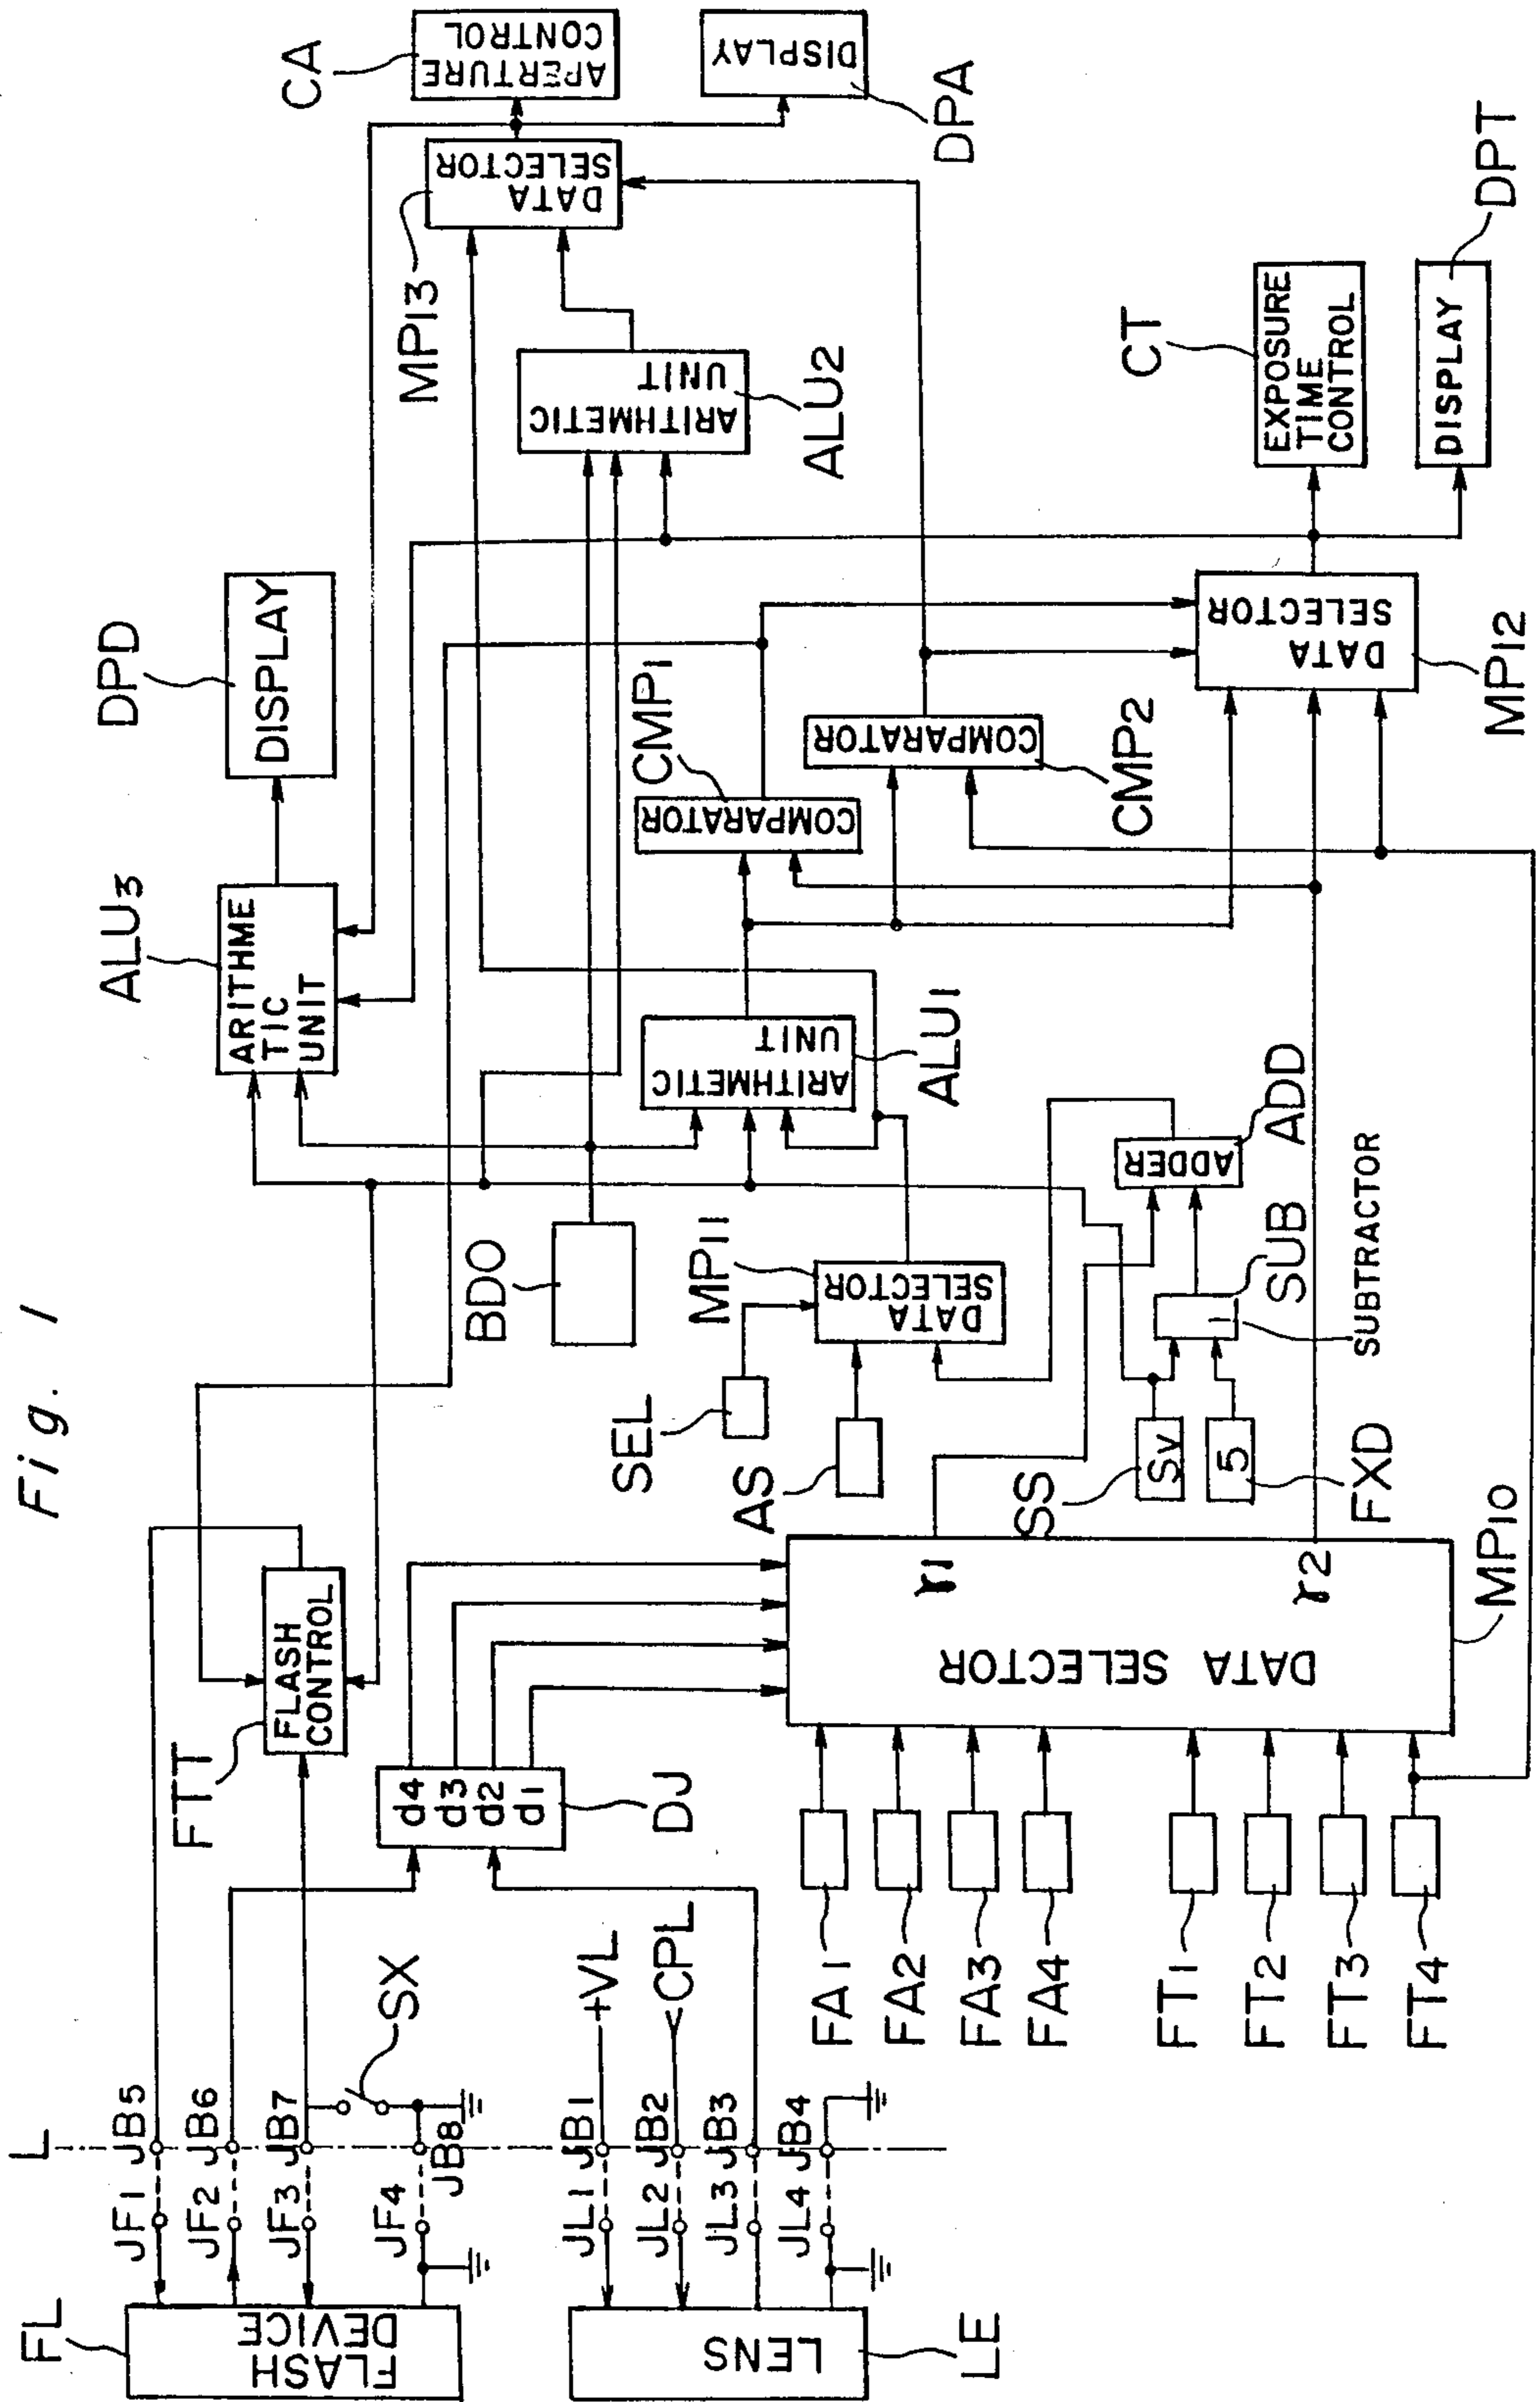 Fig. 1
FL
FLASH
DEVICE
JF1
JF2
JF3
JF4
L
JB5
JB6
JB7
JB8
SX
LENS
LE
JL1
JL2
JL3
JL4
JB1
JB2
JB3
JB4
+VL
CPL
FTT
FLASH
CONTROL
d4
d3
d2
d1
DJ
FA1
FA2
FA3
FA4
FT1
FT2
FT3
FT4
DATA SELECTOR
γ1
γ2
MP10
SEL
AS
SS
SV
5
FXD
SUB
SUBTRACTOR
ADDER
ADD
BDO
MP11
DATA
SELECTOR
ARITHMETIC
UNIT
ALU1
ALU3
ARITHME
TIC
UNIT
DPD
DISPLAY
CMP1
COMPARATOR
COMPARATOR
CMP2
DATA
SELECTOR
MP12
ARITHMETIC
UNIT
ALU2
MP13
DATA
SELECTOR
CA
APERTURE
CONTROL
DISPLAY
DPA
CT
EXPOSURE
TIME
CONTROL
DISPLAY
DPT